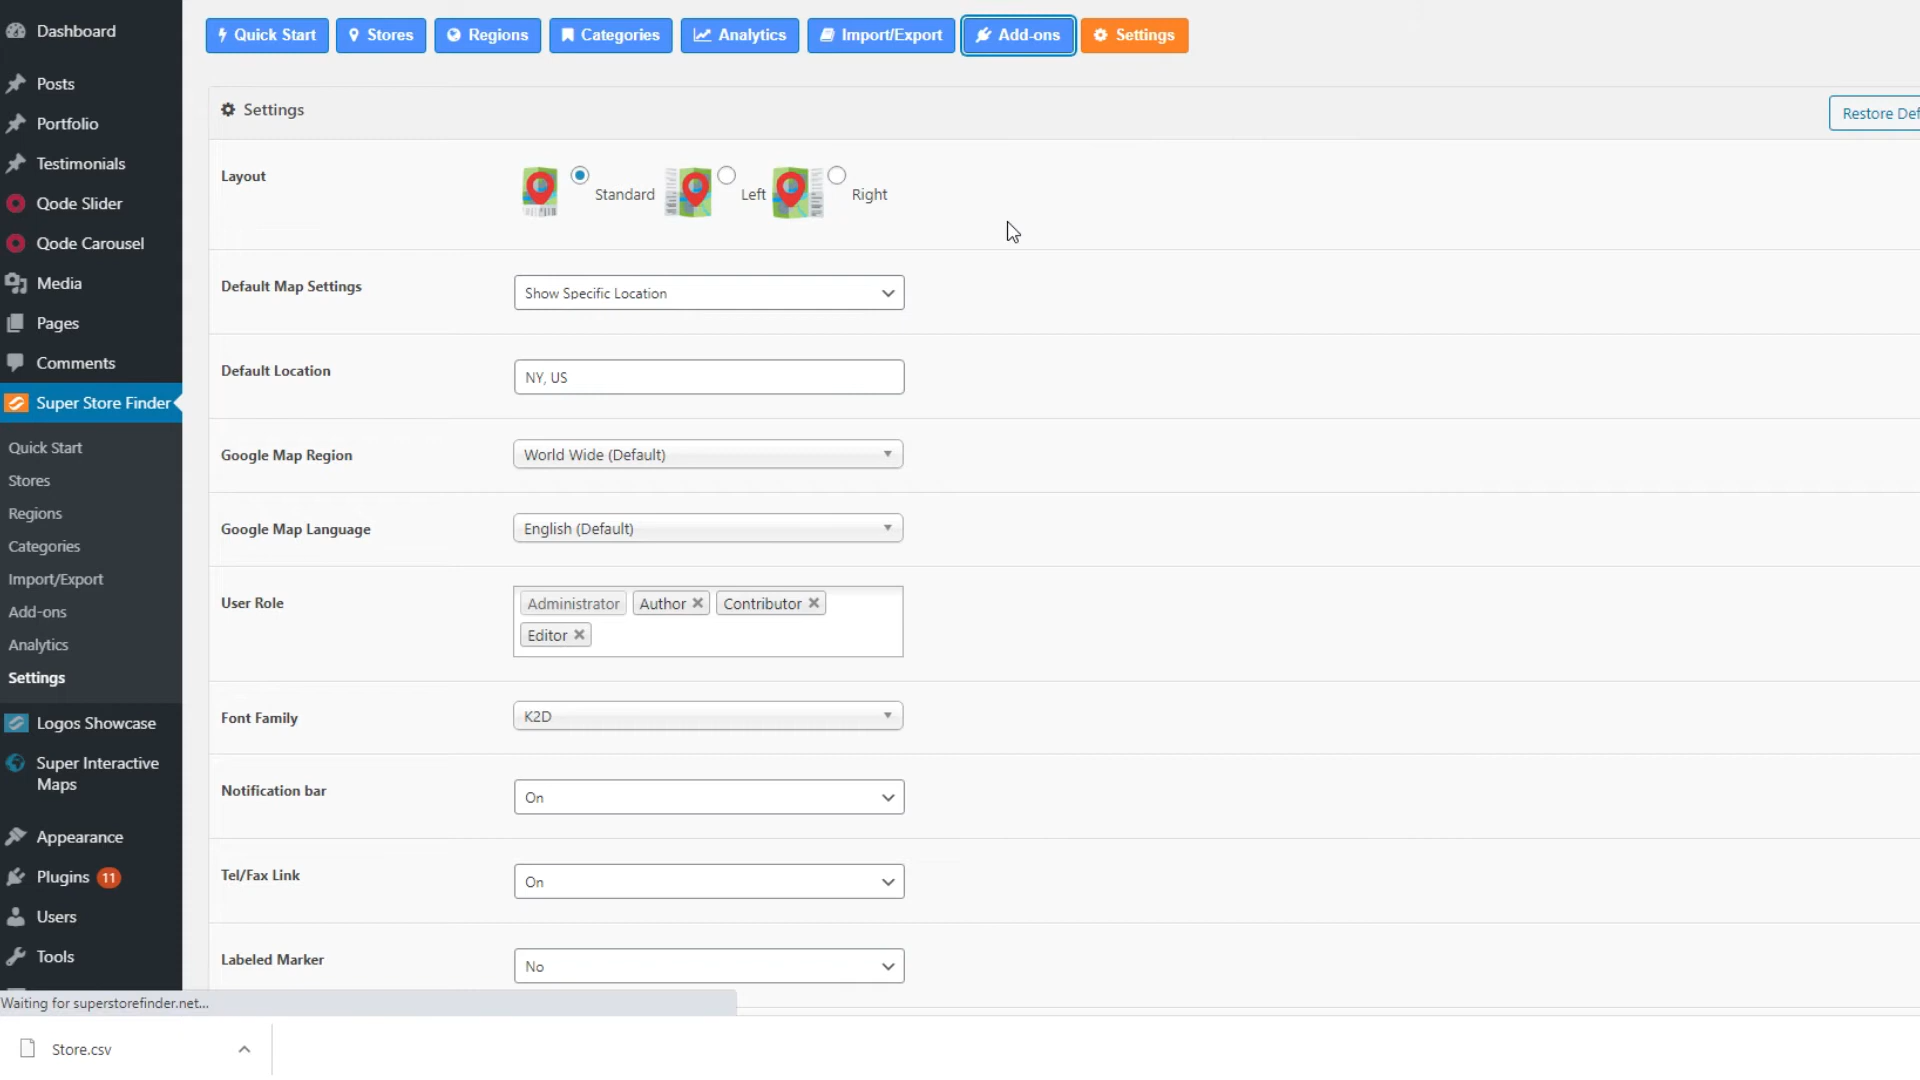 Dashboard
Posts
Portfolio
Testimonials
Qode Slider
Qode Carousel
Media
Pages
Comments
Super Store Finder
Quick Start
Stores
Regions
Categories
Import/Export
Add-ons
Analytics
Settings
Logos Showcase
Super Interactive
Maps
Appearance
Plugins 11
Users
Tools
Quick Start Stores Regions Categories Analytics Import/Export Add-ons Settings
Settings
Restore Def
Layout
Standard Left Right
Default Map Settings
Show Specific Location
Default Location
NY, US
Google Map Region
World Wide (Default)
Google Map Language
English (Default)
User Role
Administrator Author Contributor
Editor
Font Family
K2D
Notification bar
On
Tel/Fax Link
On
Labeled Marker
No
Waiting for superstorefinder.net...
Store.csv